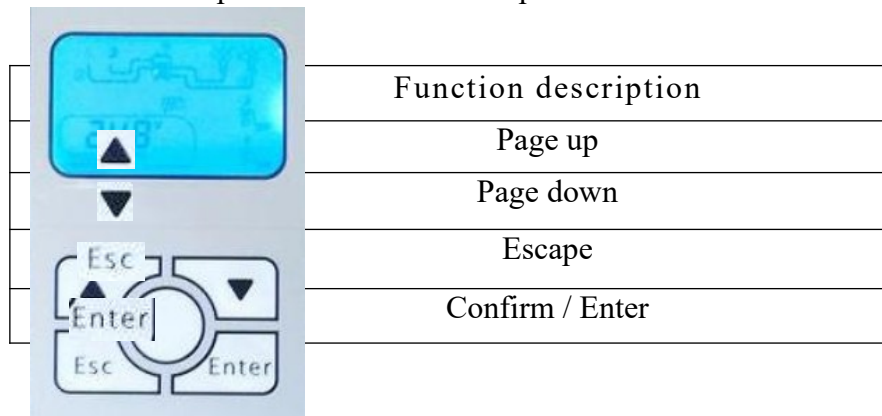 Function description
▲ Page up
▼ Page down
Esc Escape
Enter Confirm / Enter
▲ ▼
Esc Enter